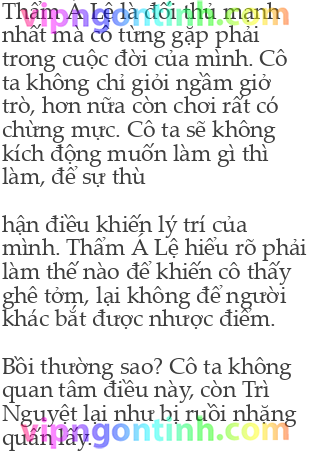 Thẩm Á Lệ là đối thủ mạnh
nhất mà cô từng gặp phải
trong cuộc đời của mình. Cô
ta không chỉ giỏi ngầm giở
trò, hơn nữa còn chơi rất có
chừng mực. Cô ta sẽ không
kích động muốn làm gì thì
làm, để sự thù
hận điều khiến lý trí của
mình. Thẩm Á Lệ hiểu rõ phải
làm thế nào để khiến cô thấy
ghê tởm, lại không để người
khác bắt được nhược điểm.
Bồi thường sao? Cô ta không
quan tâm điều này, còn Trì
Nguyệt lại như bị ruồi nhặng
quấn lấy.
vipngontinh.com
vipngontinh.com